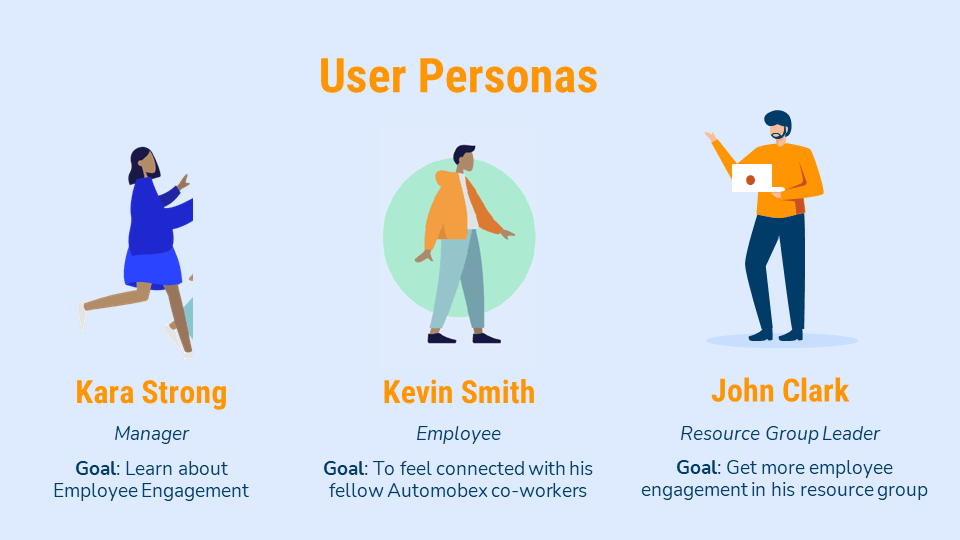 User Personas
Kara Strong
Manager
Goal: Learn about
Employee Engagement
Kevin Smith
Employee
Goal: To feel connected with his
fellow Automobex co-workers
John Clark
Resource Group Leader
Goal: Get more employee
engagement in his resource group